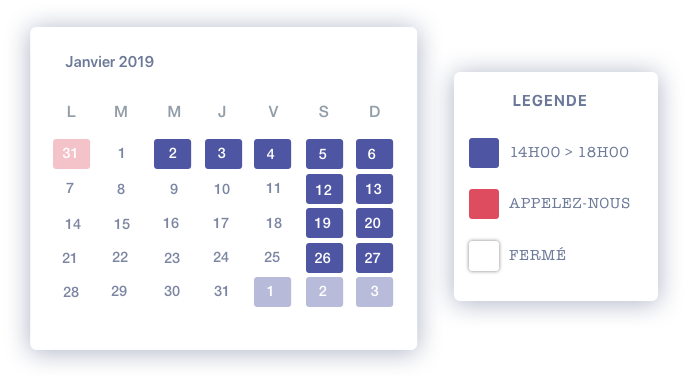 Janvier 2019
L M M J V S D
31 1 2 3 4 5 6
7 8 9 10 11 12 13
14 15 16 17 18 19 20
21 22 23 24 25 26 27
28 29 30 31 1 2 3
LEGENDE
14H00 > 18H00
APPELEZ-NOUS
FERMÉ